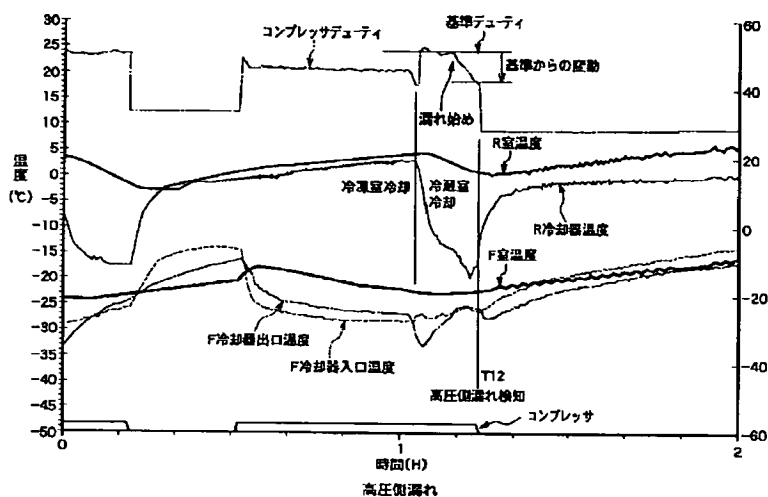 30
25
20
15
10
5
0
-5
-10
-15
-20
-25
-30
-35
-40
-45
-50
温度
(℃)
60
40
20
0
-20
-40
-60
コンプレッサデューティ
基準デューティ
基準からの変動
漏れ始め
R室温度
冷凍室冷却
冷蔵室
冷却
R冷却器温度
F室温度
F冷却器出口温度
F冷却器入口温度
T12
高圧側漏れ検知
コンプレッサ
0
1
2
時間(H)
高圧側漏れ